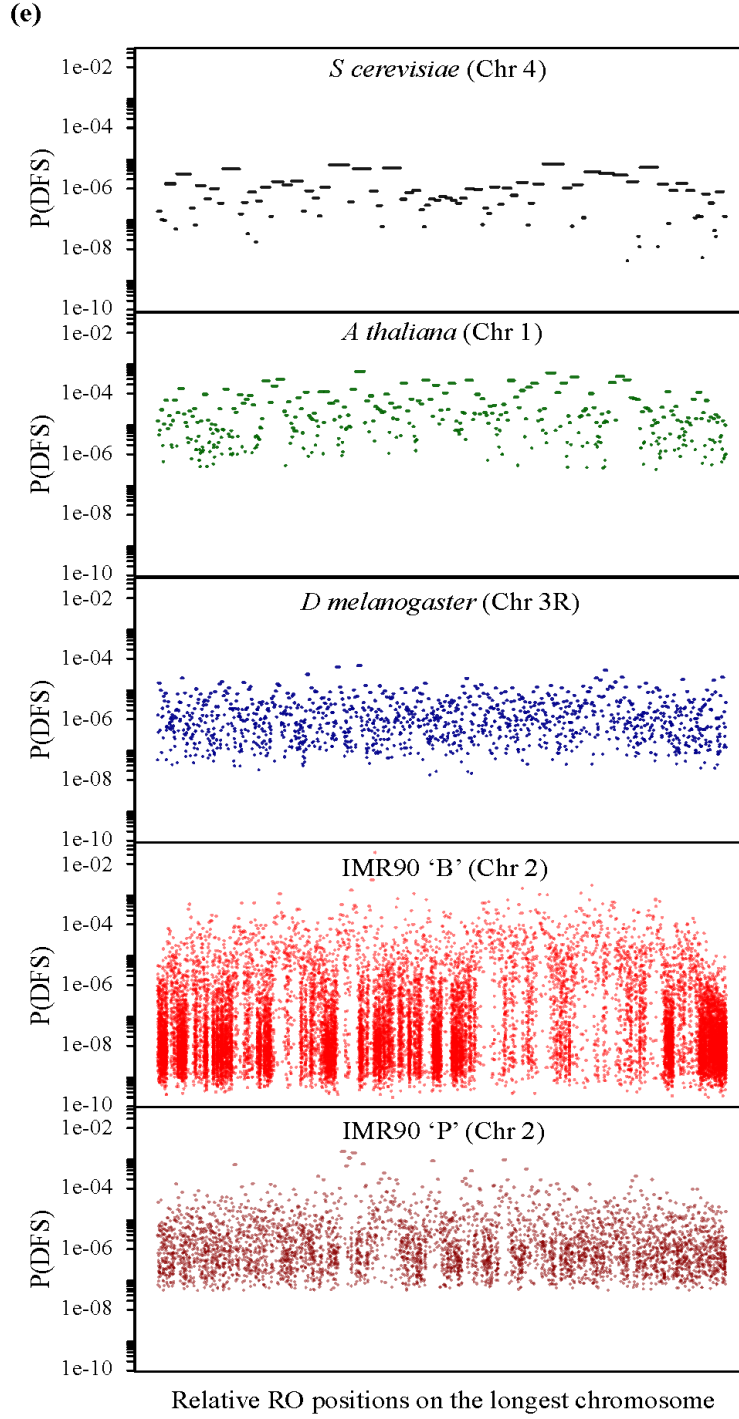 (e)
S cerevisiae (Chr 4)
1e-02
1e-04
1e-06
1e-08
1e-10
P(DFS)
A thaliana (Chr 1)
1e-02
1e-04
1e-06
1e-08
1e-10
P(DFS)
D melanogaster (Chr 3R)
1e-02
1e-04
1e-06
1e-08
1e-10
P(DFS)
IMR90 ‘B’ (Chr 2)
1e-02
1e-04
1e-06
1e-08
1e-10
P(DFS)
IMR90 ‘P’ (Chr 2)
1e-02
1e-04
1e-06
1e-08
1e-10
P(DFS)
Relative RO positions on the longest chromosome